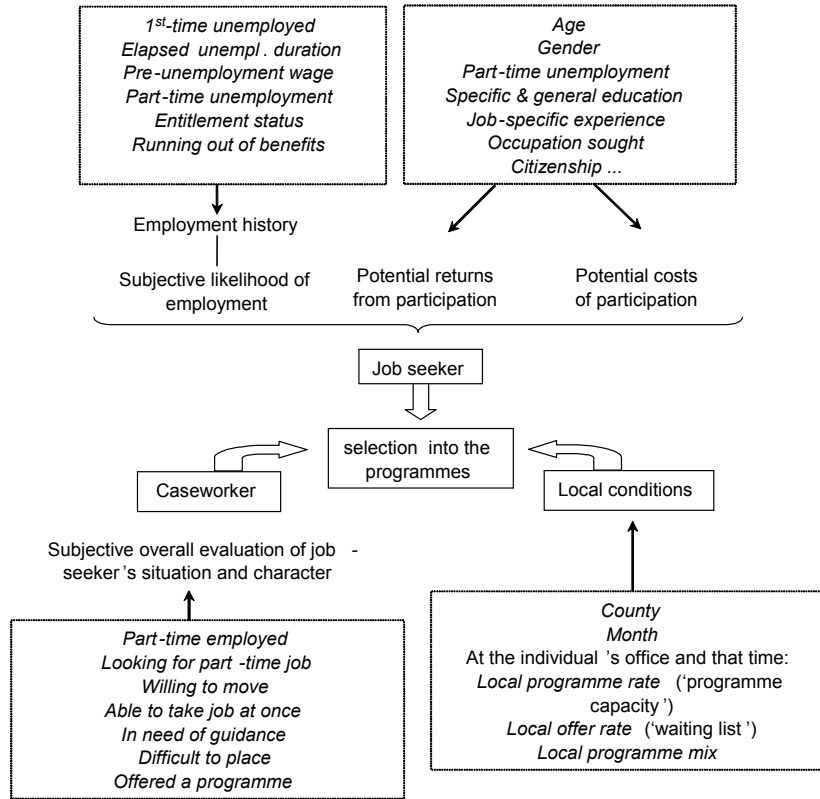 1st-time unemployed
Elapsed unempl. duration
Pre-unemployment wage
Part-time unemployment
Entitlement status
Running out of benefits
Age
Gender
Part-time unemployment
Specific & general education
Job-specific experience
Occupation sought
Citizenship ...
Employment history
Subjective likelihood of
employment
Potential returns
from participation
Potential costs
of participation
Job seeker
selection into the
programmes
Caseworker
Local conditions
Subjective overall evaluation of job -
seeker's situation and character
Part-time employed
Looking for part-time job
Willing to move
Able to take job at once
In need of guidance
Difficult to place
Offered a programme
County
Month
At the individual's office and that time:
Local programme rate ('programme
capacity')
Local offer rate ('waiting list')
Local programme mix